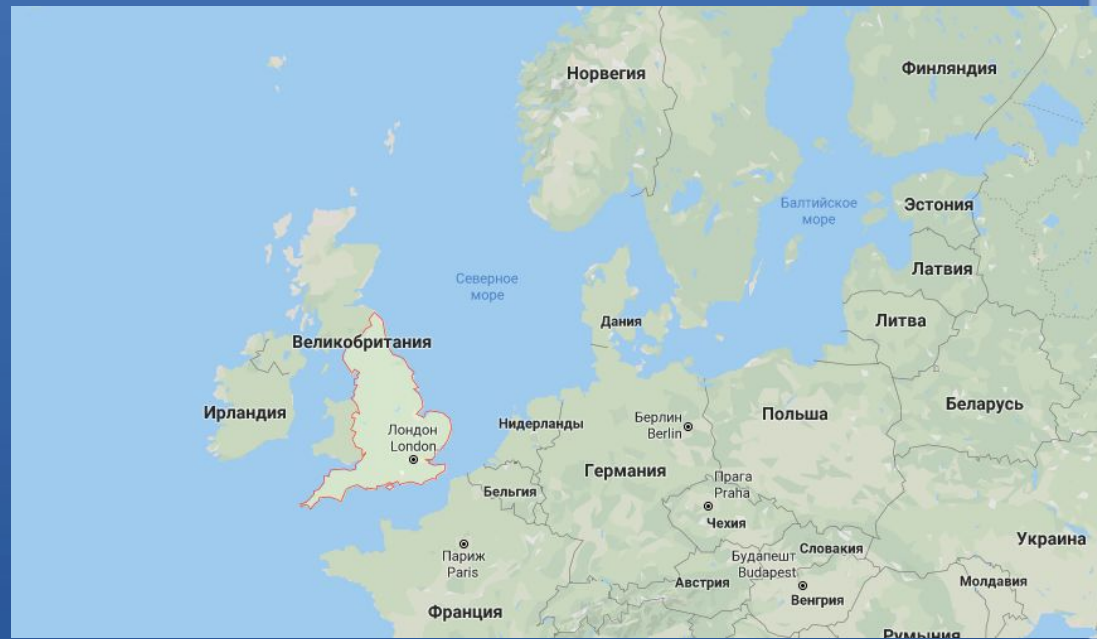 Норвегия
Финляндия
Балтийское
море
Эстония
Северное
море
Латвия
Дания
Литва
Великобритания
Ирландия
Беларусь
Польша
Нидерланды
Берлин
Berlin
Лондон
London
Германия
Бельгия
Прага
Praha
Чехия
Украина
Париж
Paris
Словакия
Будапешт
Budapest
Австрия
Молдавия
Венгрия
Франция
Румыния